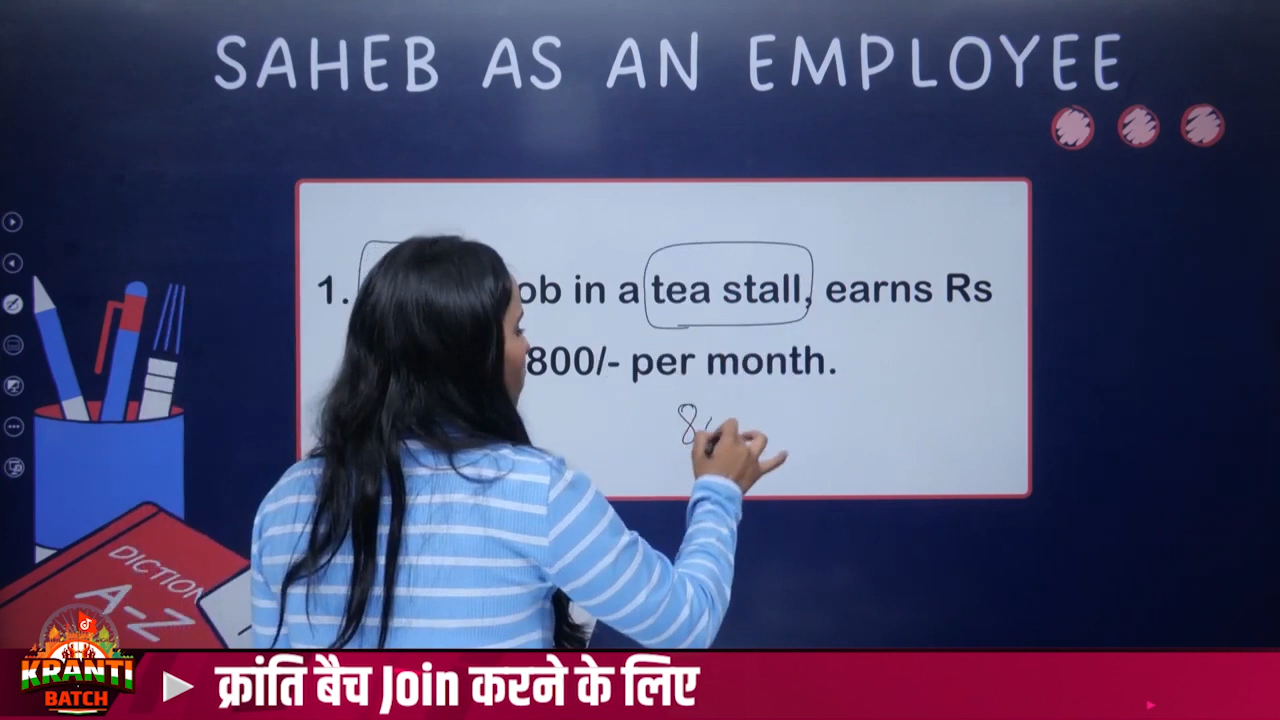 SAHEB AS AN EMPLOYEE
1. ob in a tea stall, earns Rs
800/- per month.
8
DICTION
A-Z
KRANTI
BATCH
क्रांति बैच Join करने के लिए